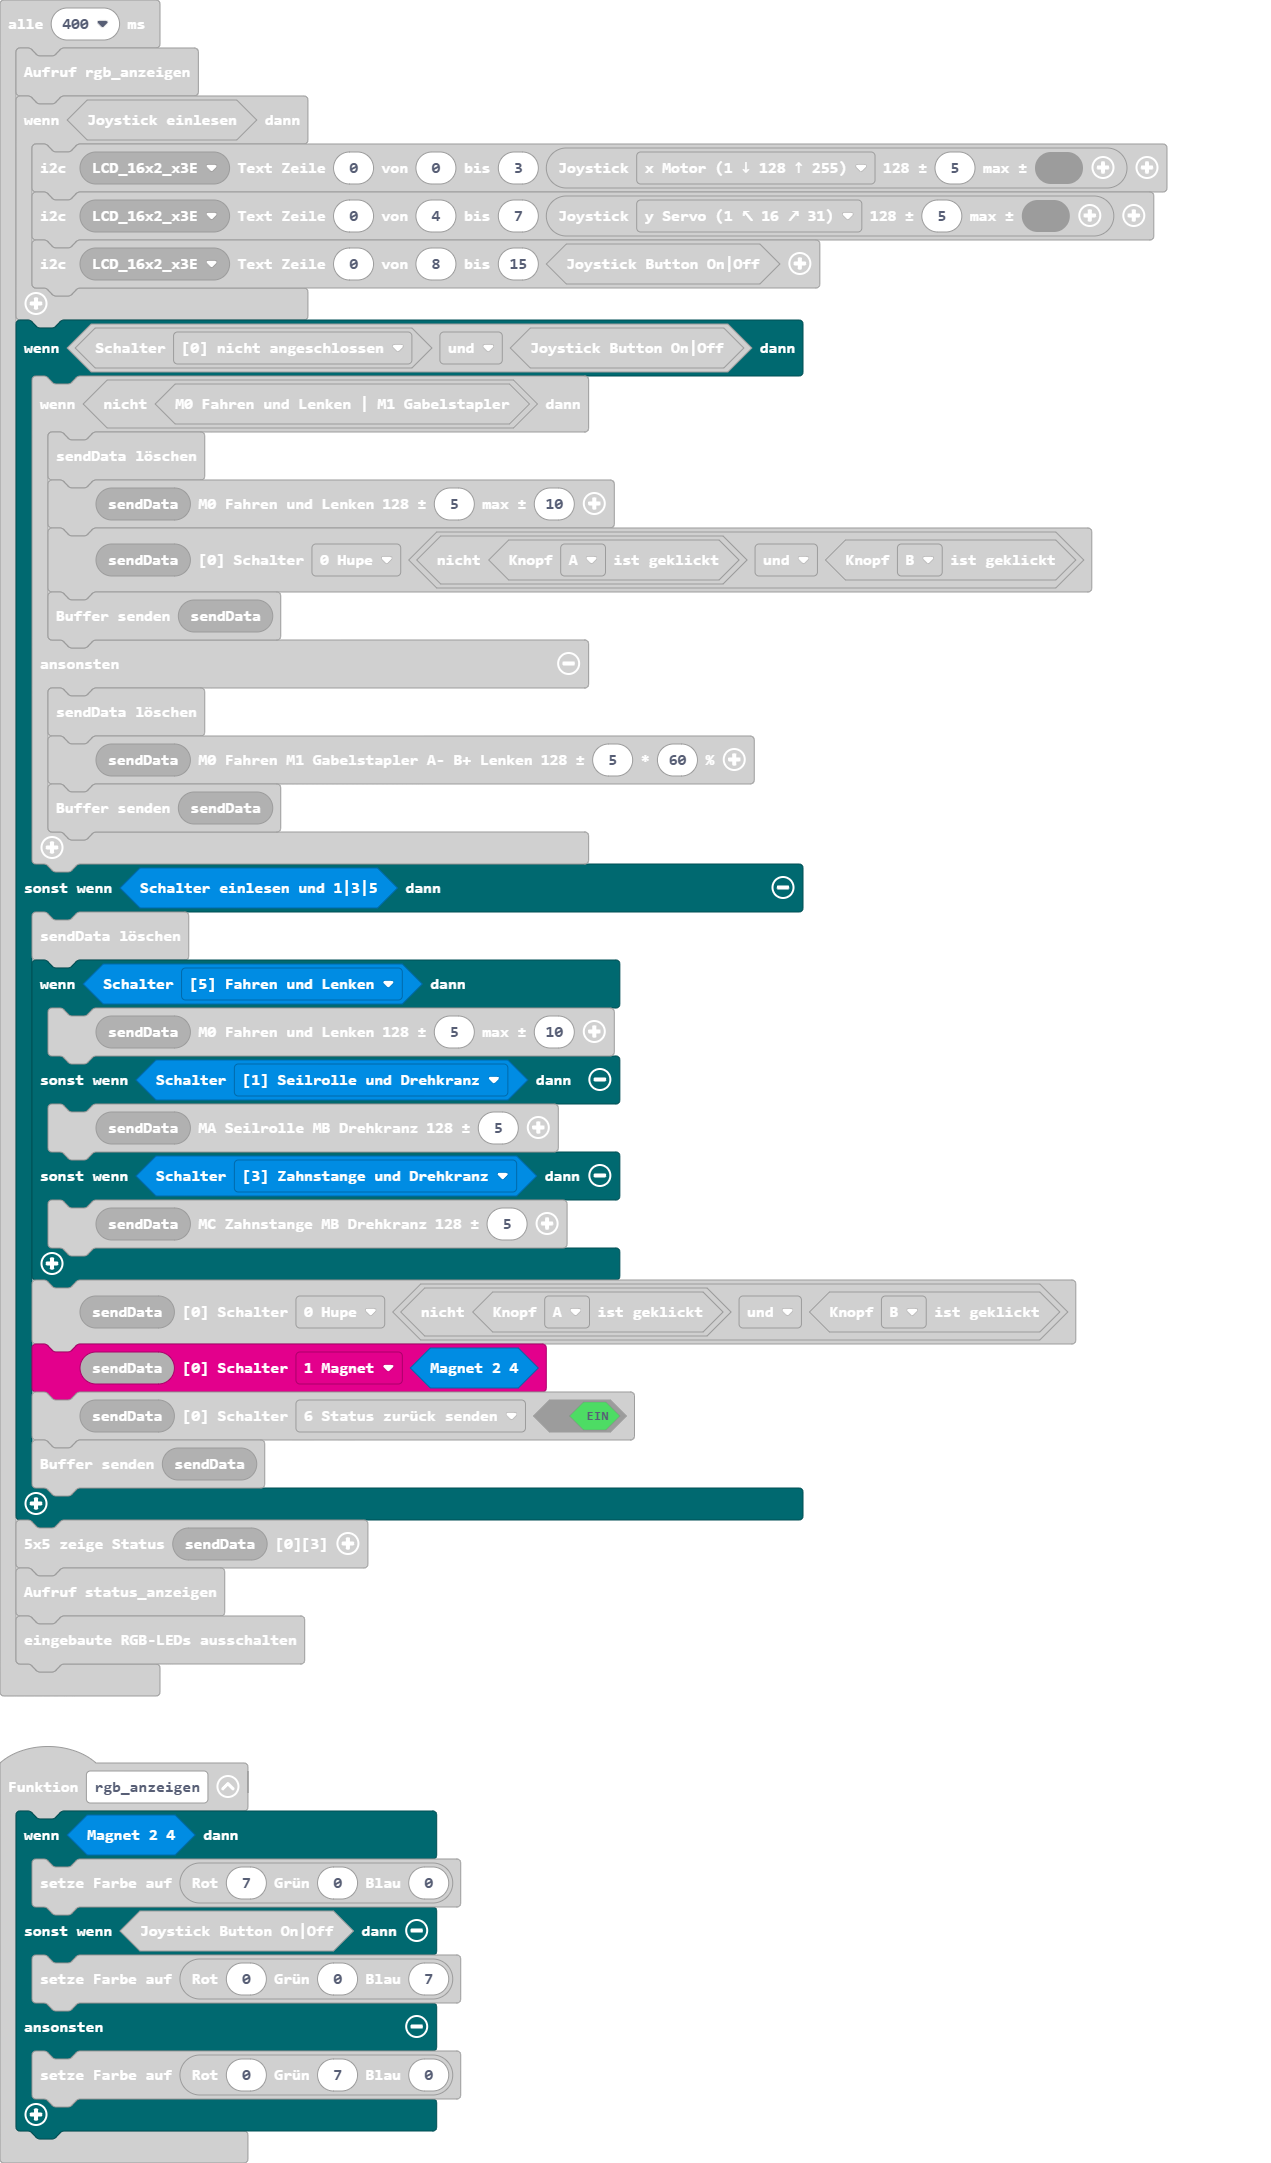 alle 400 ms
Aufruf rgb_anzeigen
wenn Joystick einlesen dann
i2c LCD_16x2_x3E Text Zeile 0 von 0 bis 3 Joystick x Motor (1 ↓ 128 ↑ 255) 128 ± 5 max ±
i2c LCD_16x2_x3E Text Zeile 0 von 4 bis 7 Joystick y Servo (1 ↖ 16 ↗ 31) 128 ± 5 max ±
i2c LCD_16x2_x3E Text Zeile 0 von 8 bis 15 Joystick Button On|Off
wenn Schalter [0] nicht angeschlossen und Joystick Button On|Off dann
wenn nicht M0 Fahren und Lenken | M1 Gabelstapler dann
sendData löschen
sendData M0 Fahren und Lenken 128 ± 5 max ± 10
sendData [0] Schalter 0 Hupe nicht Knopf A ist geklickt und Knopf B ist geklickt
Buffer senden sendData
ansonsten
sendData löschen
sendData M0 Fahren M1 Gabelstapler A- B+ Lenken 128 ± 5 * 60 %
Buffer senden sendData
sonst wenn Schalter einlesen und 1|3|5 dann
sendData löschen
wenn Schalter [5] Fahren und Lenken dann
sendData M0 Fahren und Lenken 128 ± 5 max ± 10
sonst wenn Schalter [1] Seilrolle und Drehkranz dann
sendData MA Seilrolle MB Drehkranz 128 ± 5
sonst wenn Schalter [3] Zahnstange und Drehkranz dann
sendData MC Zahnstange MB Drehkranz 128 ± 5
sendData [0] Schalter 0 Hupe nicht Knopf A ist geklickt und Knopf B ist geklickt
sendData [0] Schalter 1 Magnet Magnet 2 4
sendData [0] Schalter 6 Status zurück senden EIN
Buffer senden sendData
5x5 zeige Status sendData [0][3]
Aufruf status_anzeigen
eingebaute RGB-LEDs ausschalten
Funktion rgb_anzeigen
wenn Magnet 2 4 dann
setze Farbe auf Rot 7 Grün 0 Blau 0
sonst wenn Joystick Button On|Off dann
setze Farbe auf Rot 0 Grün 0 Blau 7
ansonsten
setze Farbe auf Rot 0 Grün 7 Blau 0